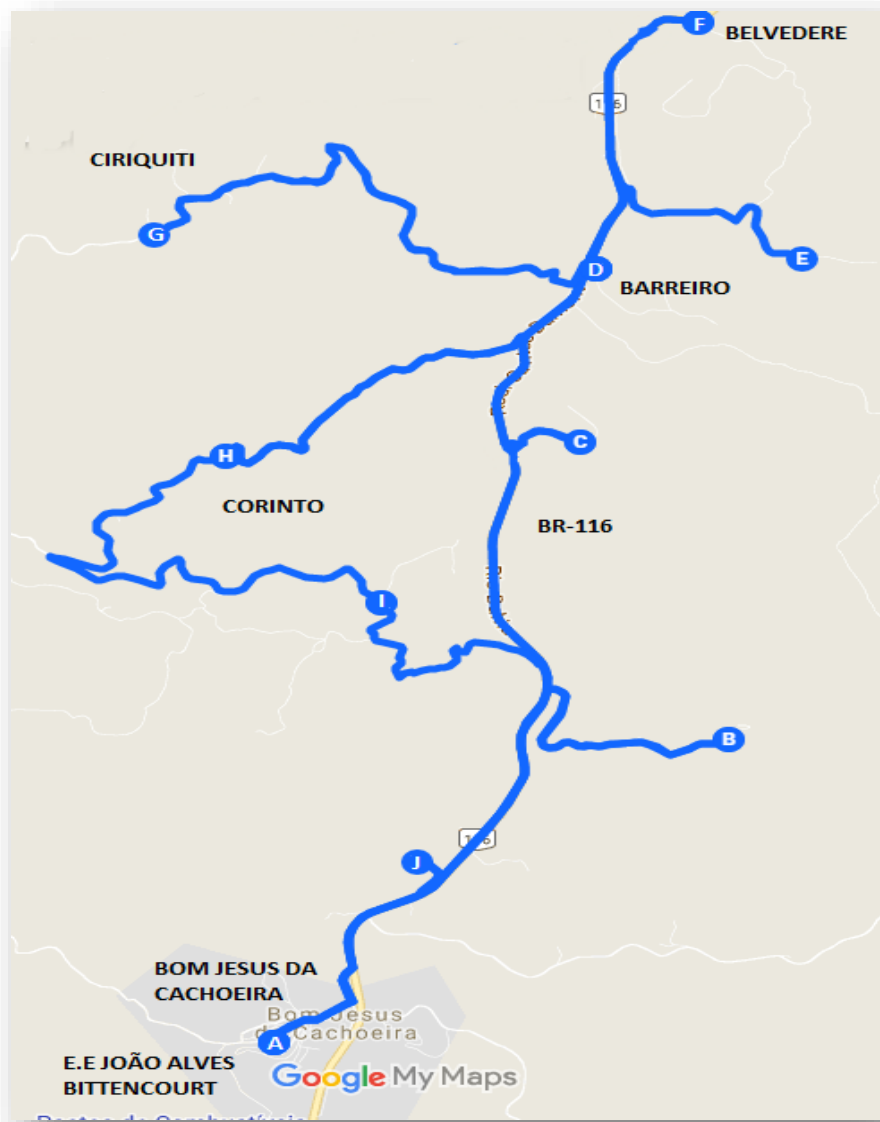 F
BELVEDERE
116
CIRIQUITI
G
E
D
BARREIRO
H
C
CORINTO
BR-116
I
B
116
J
BOM JESUS DA
CACHOEIRA
Bom Jesus
da Cachoeira
A
E.E JOÃO ALVES
BITTENCOURT
Google My Maps